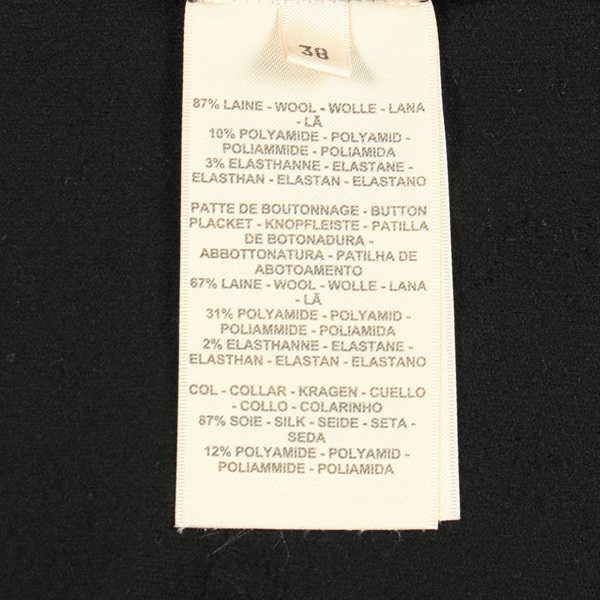 38
87% LAINE - WOOL - WOLLE - LANA
- LÃ
10% POLYAMIDE - POLYAMID -
POLIAMMIDE - POLIAMIDA
3% ELASTHANNE - ELASTANE -
ELASTHAN - ELASTAN - ELASTANO
PATTE DE BOUTONNAGE - BUTTON
PLACKET - KNOPFLEISTE - PATILLA
DE BOTONADURA -
ABBOTTONATURA - PATILHA DE
ABOTOAMENTO
67% LAINE - WOOL - WOLLE - LANA
- LÃ
31% POLYAMIDE - POLYAMID -
POLIAMMIDE - POLIAMIDA
2% ELASTHANNE - ELASTANE -
ELASTHAN - ELASTAN - ELASTANO
COL - COLLAR - KRAGEN - CUELLO
- COLLO - COLARINHO
87% SOIE - SILK - SEIDE - SETA -
SEDA
12% POLYAMIDE - POLYAMID -
POLIAMMIDE - POLIAMIDA